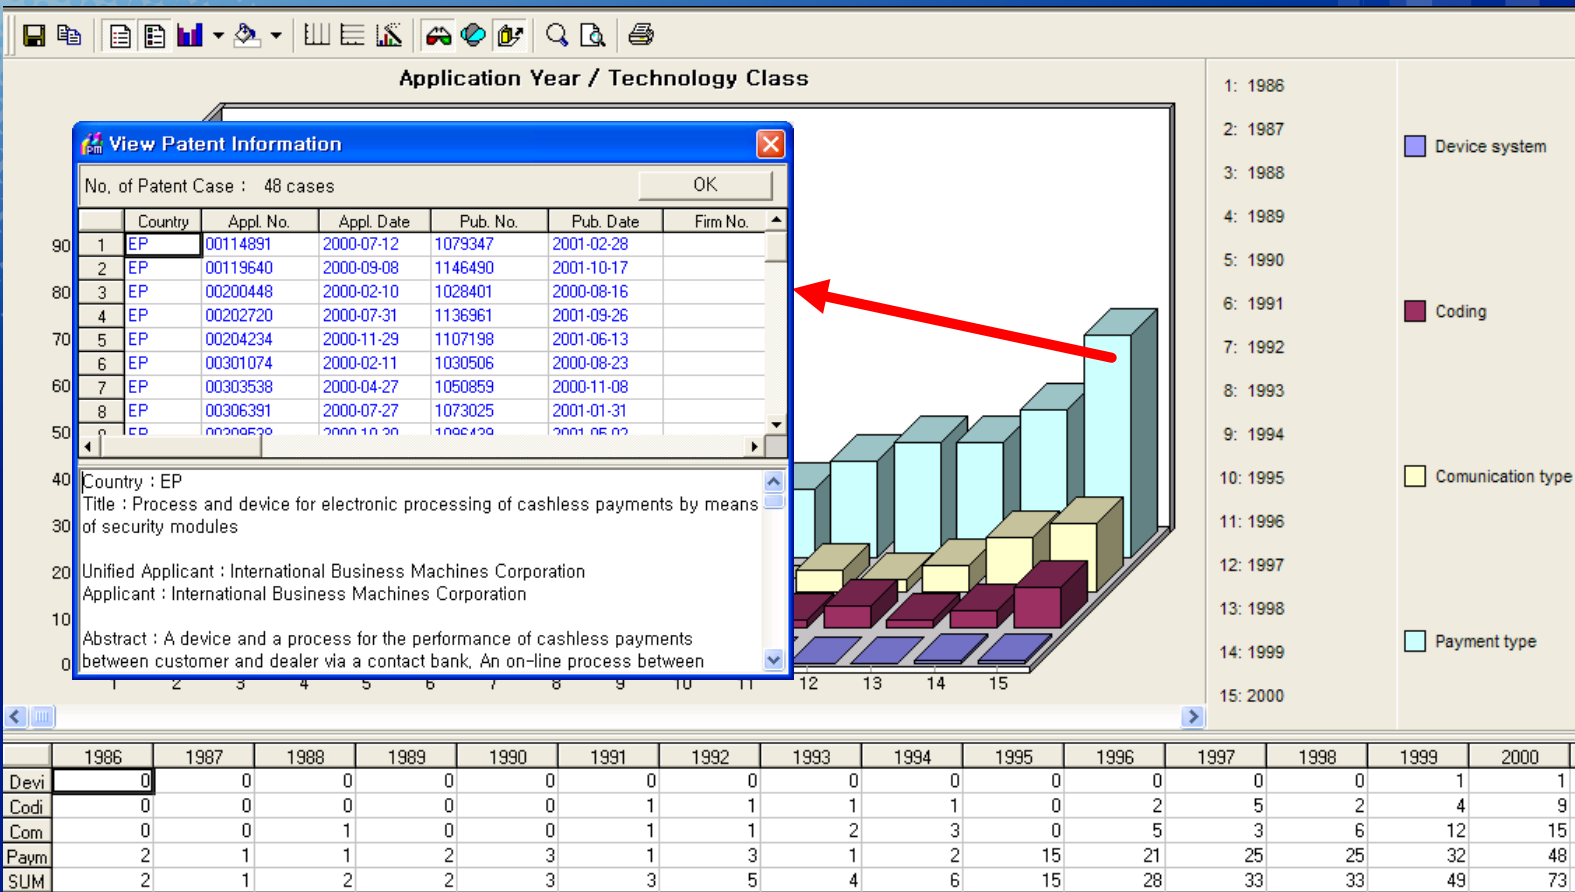 Application Year / Technology Class
View Patent Information
No. of Patent Case : 48 cases
OK
Country Appl. No. Appl. Date Pub. No. Pub. Date Firm No.
1 EP 00114891 2000-07-12 1079347 2001-02-28
2 EP 00119640 2000-09-08 1146490 2001-10-17
3 EP 00200448 2000-02-10 1028401 2000-08-16
4 EP 00202720 2000-07-31 1136961 2001-09-26
5 EP 00204234 2000-11-29 1107198 2001-06-13
6 EP 00301074 2000-02-11 1030506 2000-08-23
7 EP 00303538 2000-04-27 1050859 2000-11-08
8 EP 00306391 2000-07-27 1073025 2001-01-31
Country : EP
Title : Process and device for electronic processing of cashless payments by means
of security modules
Unified Applicant : International Business Machines Corporation
Applicant : International Business Machines Corporation
Abstract : A device and a process for the performance of cashless payments
between customer and dealer via a contact bank. An on-line process between
90
80
70
60
50
40
30
20
10
0
1 2 3 4 5 6 7 8 9 10 11 12 13 14 15
1: 1986
2: 1987
3: 1988
4: 1989
5: 1990
6: 1991
7: 1992
8: 1993
9: 1994
10: 1995
11: 1996
12: 1997
13: 1998
14: 1999
15: 2000
Device system
Coding
Comunication type
Payment type
1986 1987 1988 1989 1990 1991 1992 1993 1994 1995 1996 1997 1998 1999 2000
Devi 0 0 0 0 0 0 0 0 0 0 0 0 0 1 1
Codi 0 0 0 0 0 1 1 1 1 0 2 5 2 4 9
Com 0 0 1 0 0 1 1 2 3 0 5 3 6 12 15
Paym 2 1 1 2 3 1 3 1 2 15 21 25 25 32 48
SUM 2 1 2 2 3 3 5 4 6 15 28 33 33 49 73